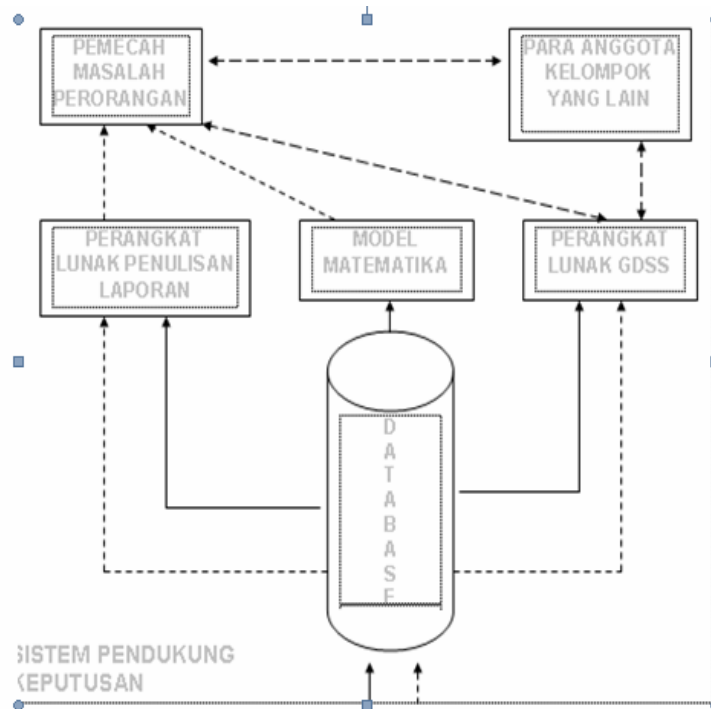 PEMECAH
MASALAH
PERORANGAN
PARA ANGGOTA
KELOMPOK
YANG LAIN
PERANGKAT
LUNAK PENULISAN
LAPORAN
MODEL
MATEMATIKA
PERANGKAT
LUNAK GDSS
D
A
T
A
B
A
S
E
SISTEM PENDUKUNG
KEPUTUSAN